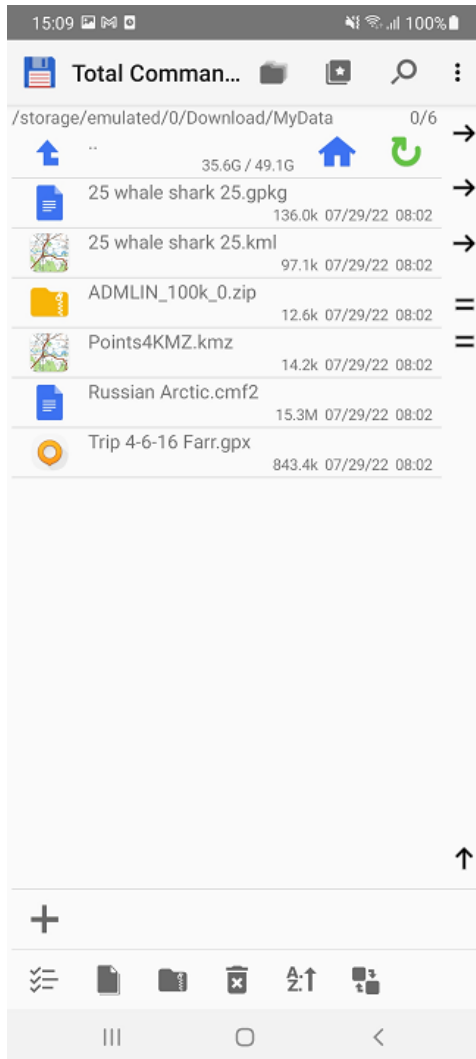 15:09 100%
Total Comman...
/storage/emulated/0/Download/MyData 0/6
..
35.6G / 49.1G
25 whale shark 25.gpkg
136.0k 07/29/22 08:02
25 whale shark 25.kml
97.1k 07/29/22 08:02
ADMLIN_100k_0.zip
12.6k 07/29/22 08:02
Points4KMZ.kmz
14.2k 07/29/22 08:02
Russian Arctic.cmf2
15.3M 07/29/22 08:02
Trip 4-6-16 Farr.gpx
843.4k 07/29/22 08:02
A:
Z.